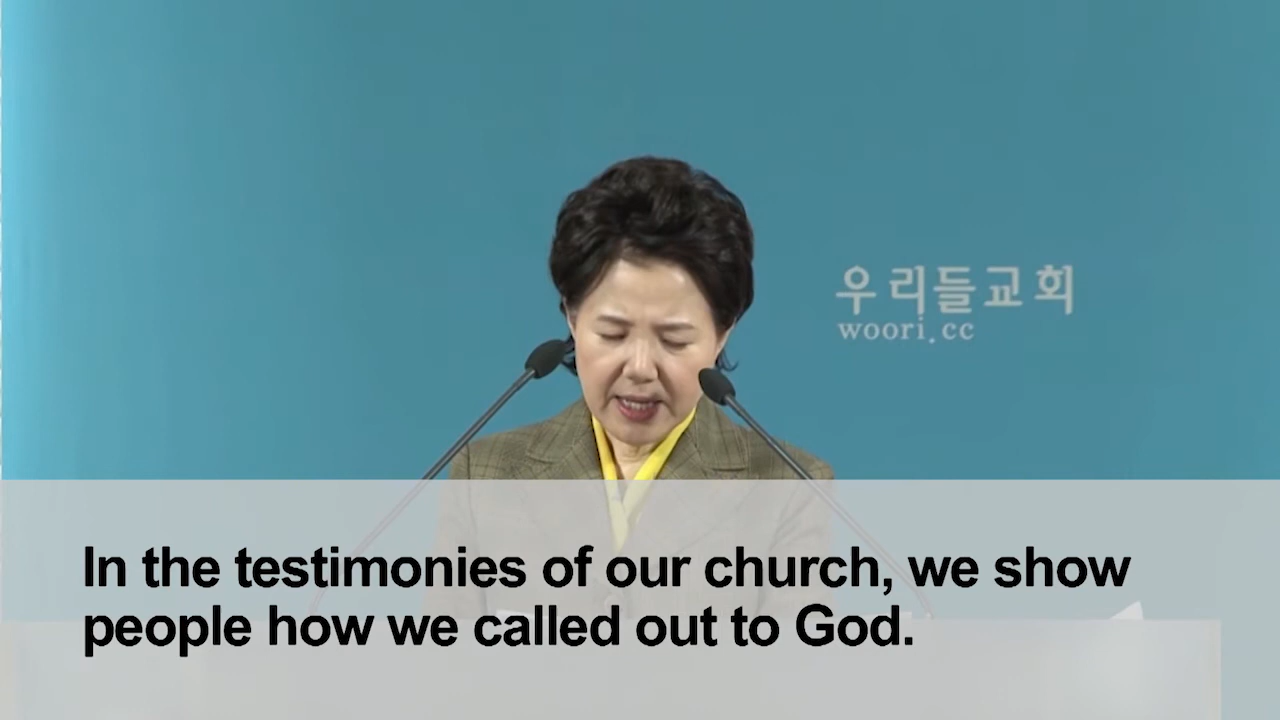 우리들교회
woori.cc
In the testimonies of our church, we show
people how we called out to God.